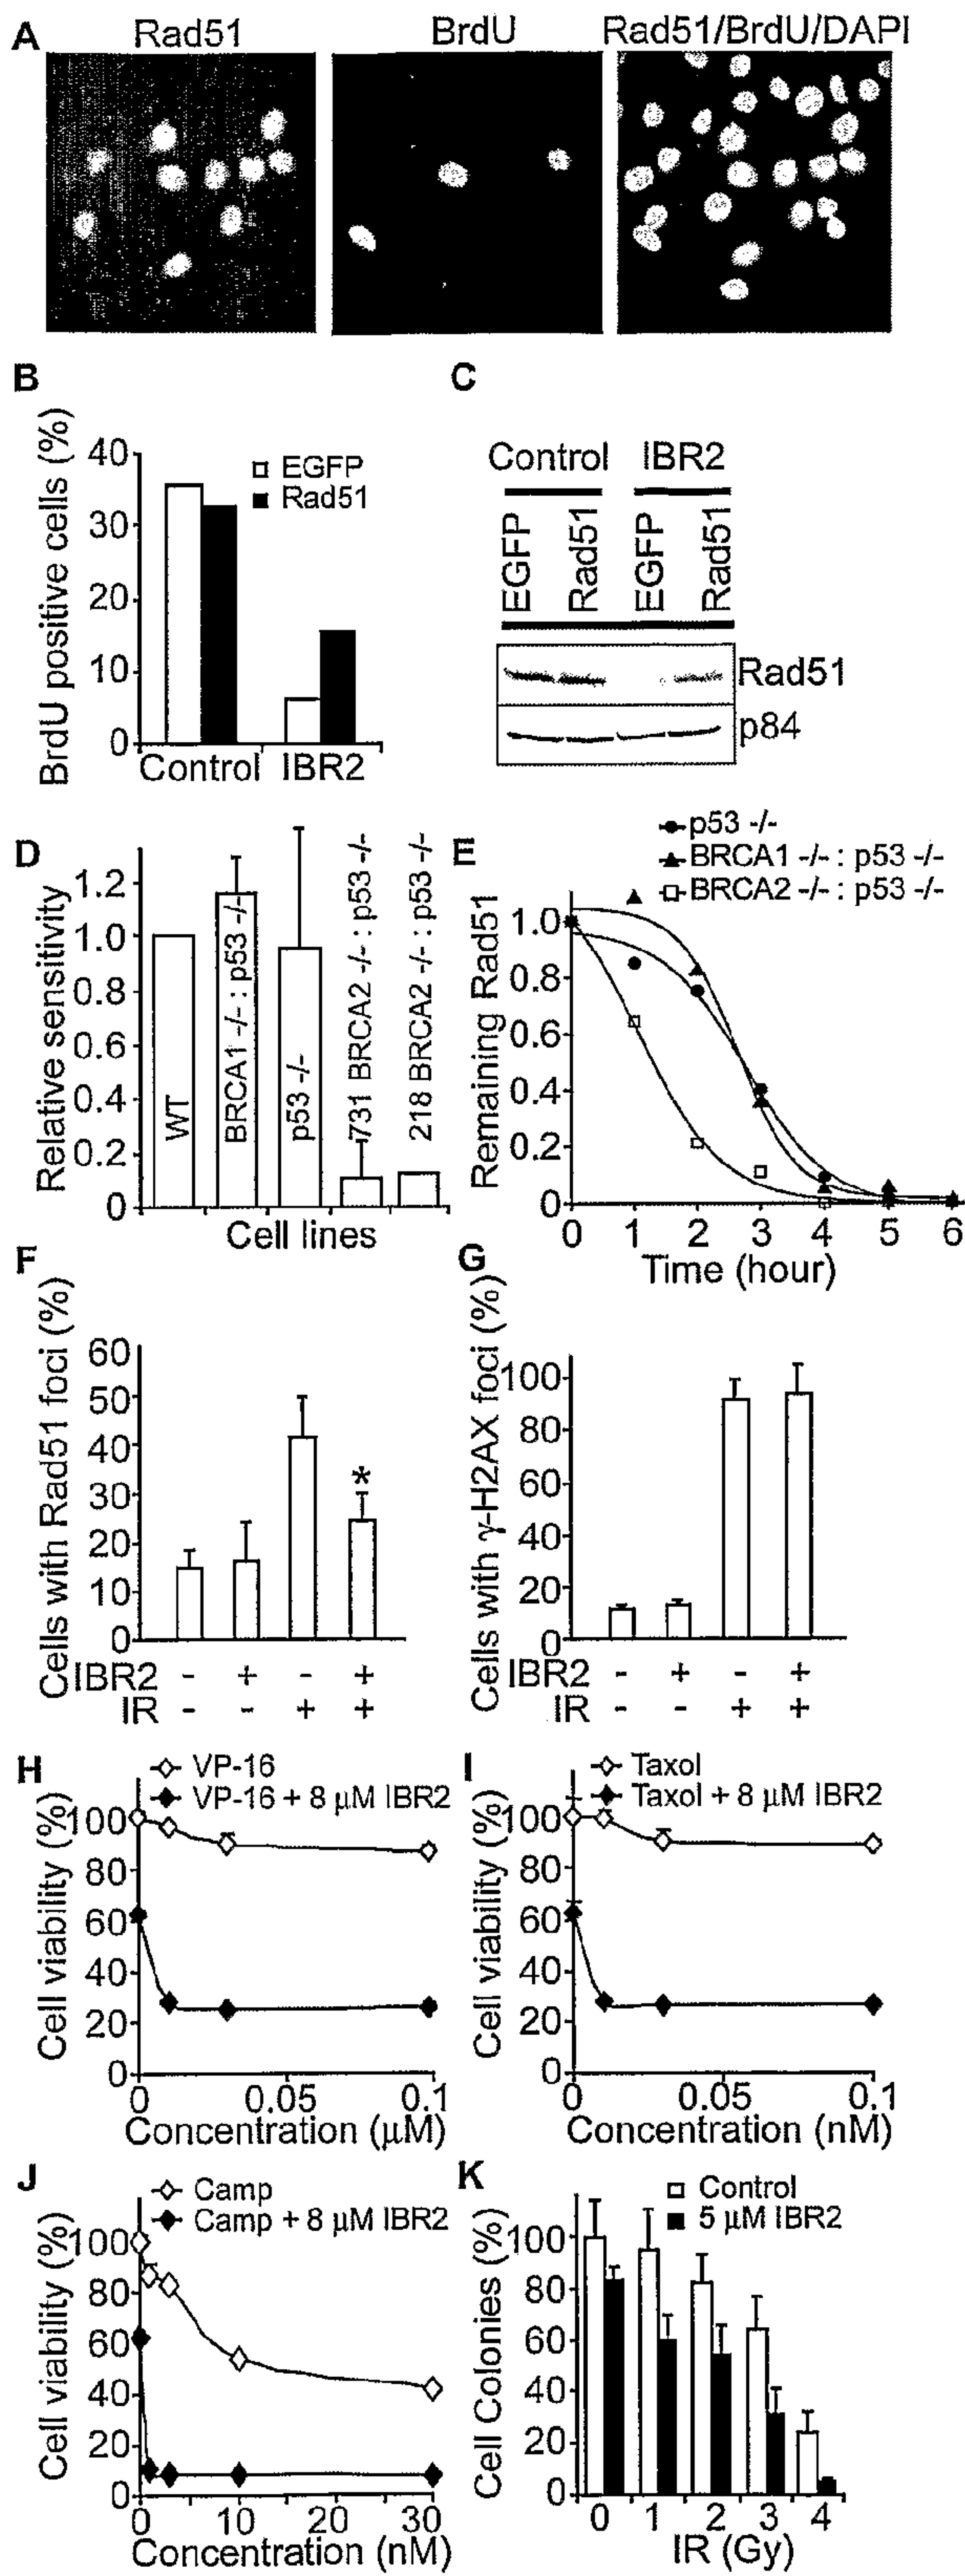 A
Rad51
BrdU
Rad51/BrdU/DAPI
B
BrdU positive cells (%)
40
30
20
10
0
EGFP
Rad51
Control
IBR2
C
Control
IBR2
EGFP
Rad51
EGFP
Rad51
Rad51
p84
D
Relative sensitivity
1.2
1.0
0.8
0.6
0.4
0.2
0
WT
BRCA1 -/- : p53 -/-
p53 -/-
731 BRCA2 -/- : p53 -/-
218 BRCA2 -/- : p53 -/-
Cell lines
E
p53 -/-
BRCA1 -/- : p53 -/-
BRCA2 -/- : p53 -/-
Remaining Rad51
1.0
0.8
0.6
0.4
0.2
0
0 1 2 3 4 5 6
Time (hour)
F
Cells with Rad51 foci (%)
60
50
40
30
20
10
0
*
IBR2 - + - +
IR - - + +
G
Cells with γ-H2AX foci (%)
100
80
60
40
20
0
IBR2 - + - +
IR - - + +
H
VP-16
VP-16 + 8 μM IBR2
Cell viability (%)
100
80
60
40
20
0
0 0.05 0.1
Concentration (μM)
I
Taxol
Taxol + 8 μM IBR2
Cell viability (%)
100
80
60
40
20
0
0 0.05 0.1
Concentration (nM)
J
Camp
Camp + 8 μM IBR2
Cell viability (%)
100
80
60
40
20
0
0 10 20 30
Concentration (nM)
K
Control
5 μM IBR2
Cell Colonies (%)
100
80
60
40
20
0
0 1 2 3 4
IR (Gy)